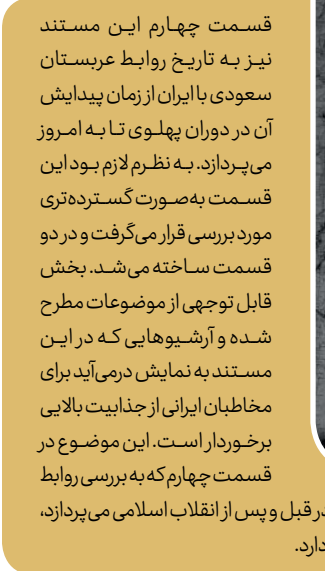 قسمت چهارم این مستند
نیز به تاریخ روابط عربستان
سعودی با ایران از زمان پیدایش
آن در دوران پهلوی تا به امروز
می‌پردازد. به نظرم لازم بود این
قسمت به‌صورت گسترده‌تری
مورد بررسی قرار می‌گرفت و در دو
قسمت ساخته می‌شد. بخش
قابل توجهی از موضوعات مطرح
شده و آرشیوهایی که در این
مستند به نمایش درمی‌آید برای
مخاطبان ایرانی از جذابیت بالایی
برخوردار است. این موضوع در
قسمت چهارم که به بررسی روابط
در قبل و پس از انقلاب اسلامی می‌پردازد،
دارد.